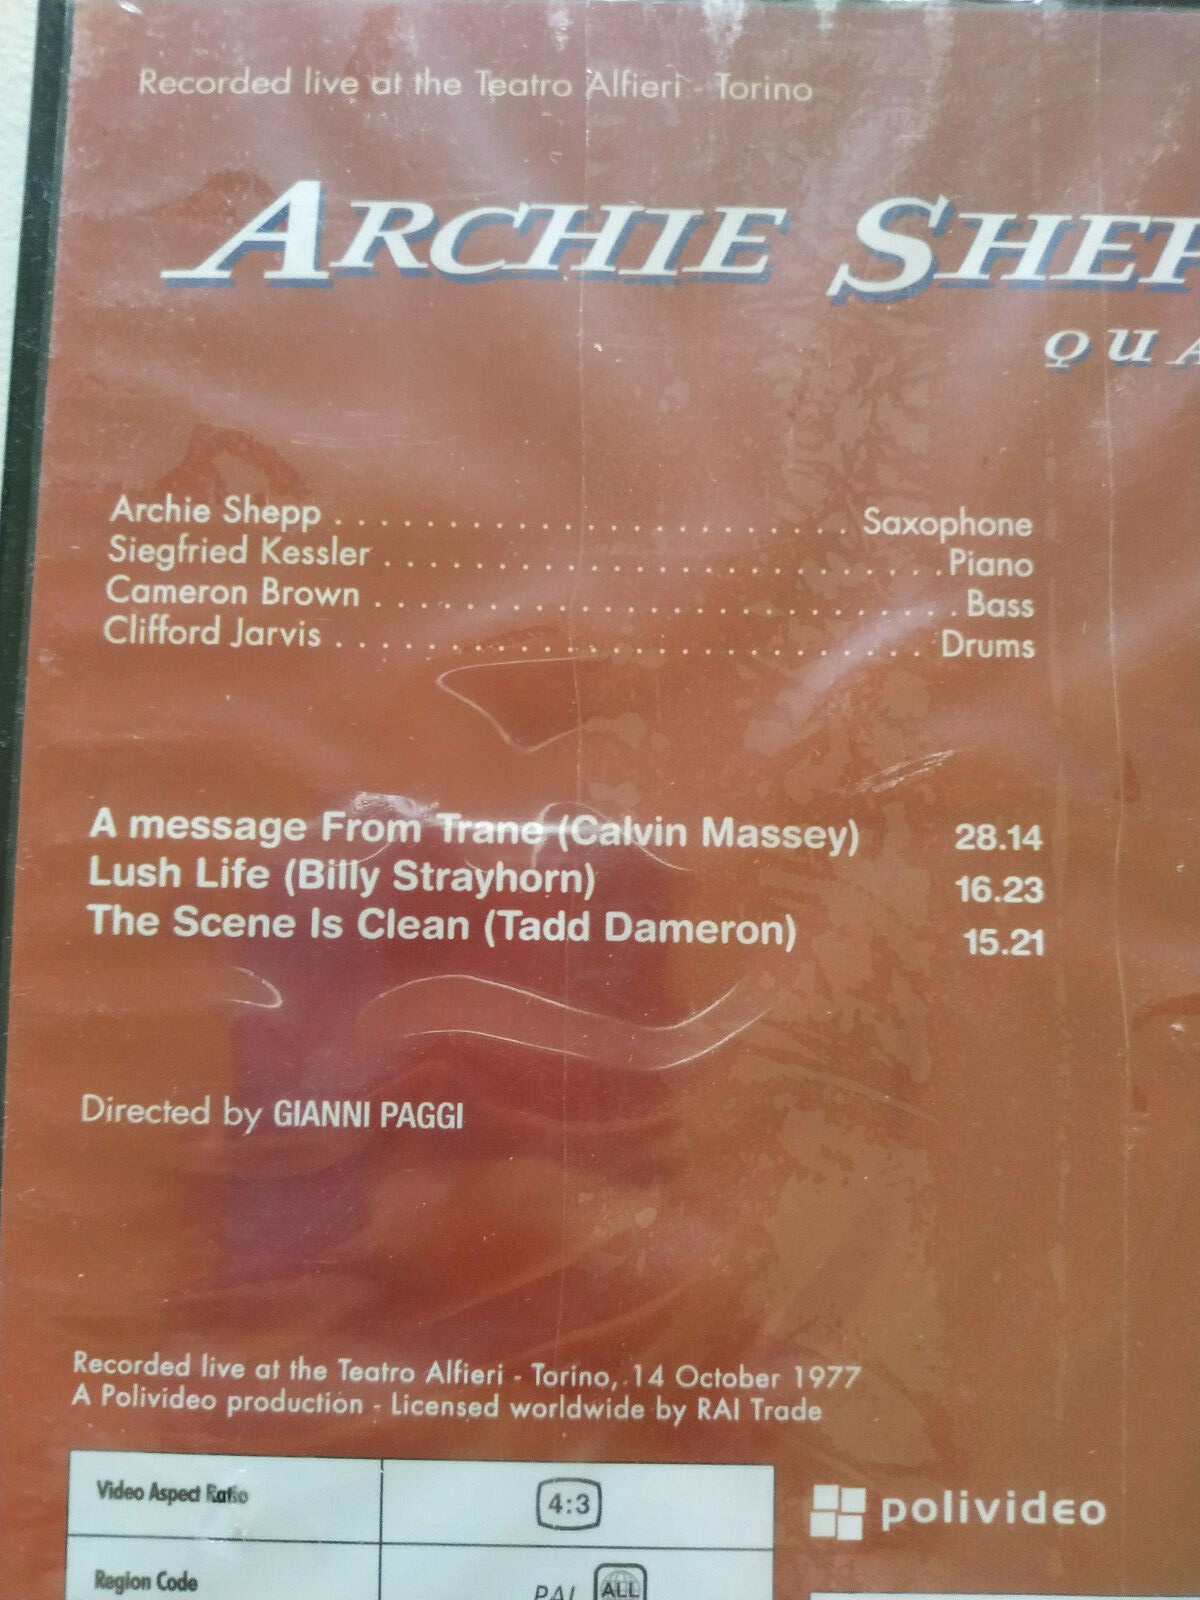 Recorded live at the Teatro Alfieri - Torino
ARCHIE SHEP
QUA
Archie Shepp . . . . . . . . . . . . . . . . . . . . . . . Saxophone
Siegfried Kessler . . . . . . . . . . . . . . . . . . . . . . . . Piano
Cameron Brown . . . . . . . . . . . . . . . . . . . . . . . . . Bass
Clifford Jarvis . . . . . . . . . . . . . . . . . . . . . . . . . . Drums
A message From Trane (Calvin Massey) 28.14
Lush Life (Billy Strayhorn) 16.23
The Scene Is Clean (Tadd Dameron) 15.21
Directed by GIANNI PAGGI
Recorded live at the Teatro Alfieri - Torino, 14 October 1977
A Polivideo production - Licensed worldwide by RAI Trade
Video Aspect Ratio 4:3
polivideo
Region Code PAL ALL